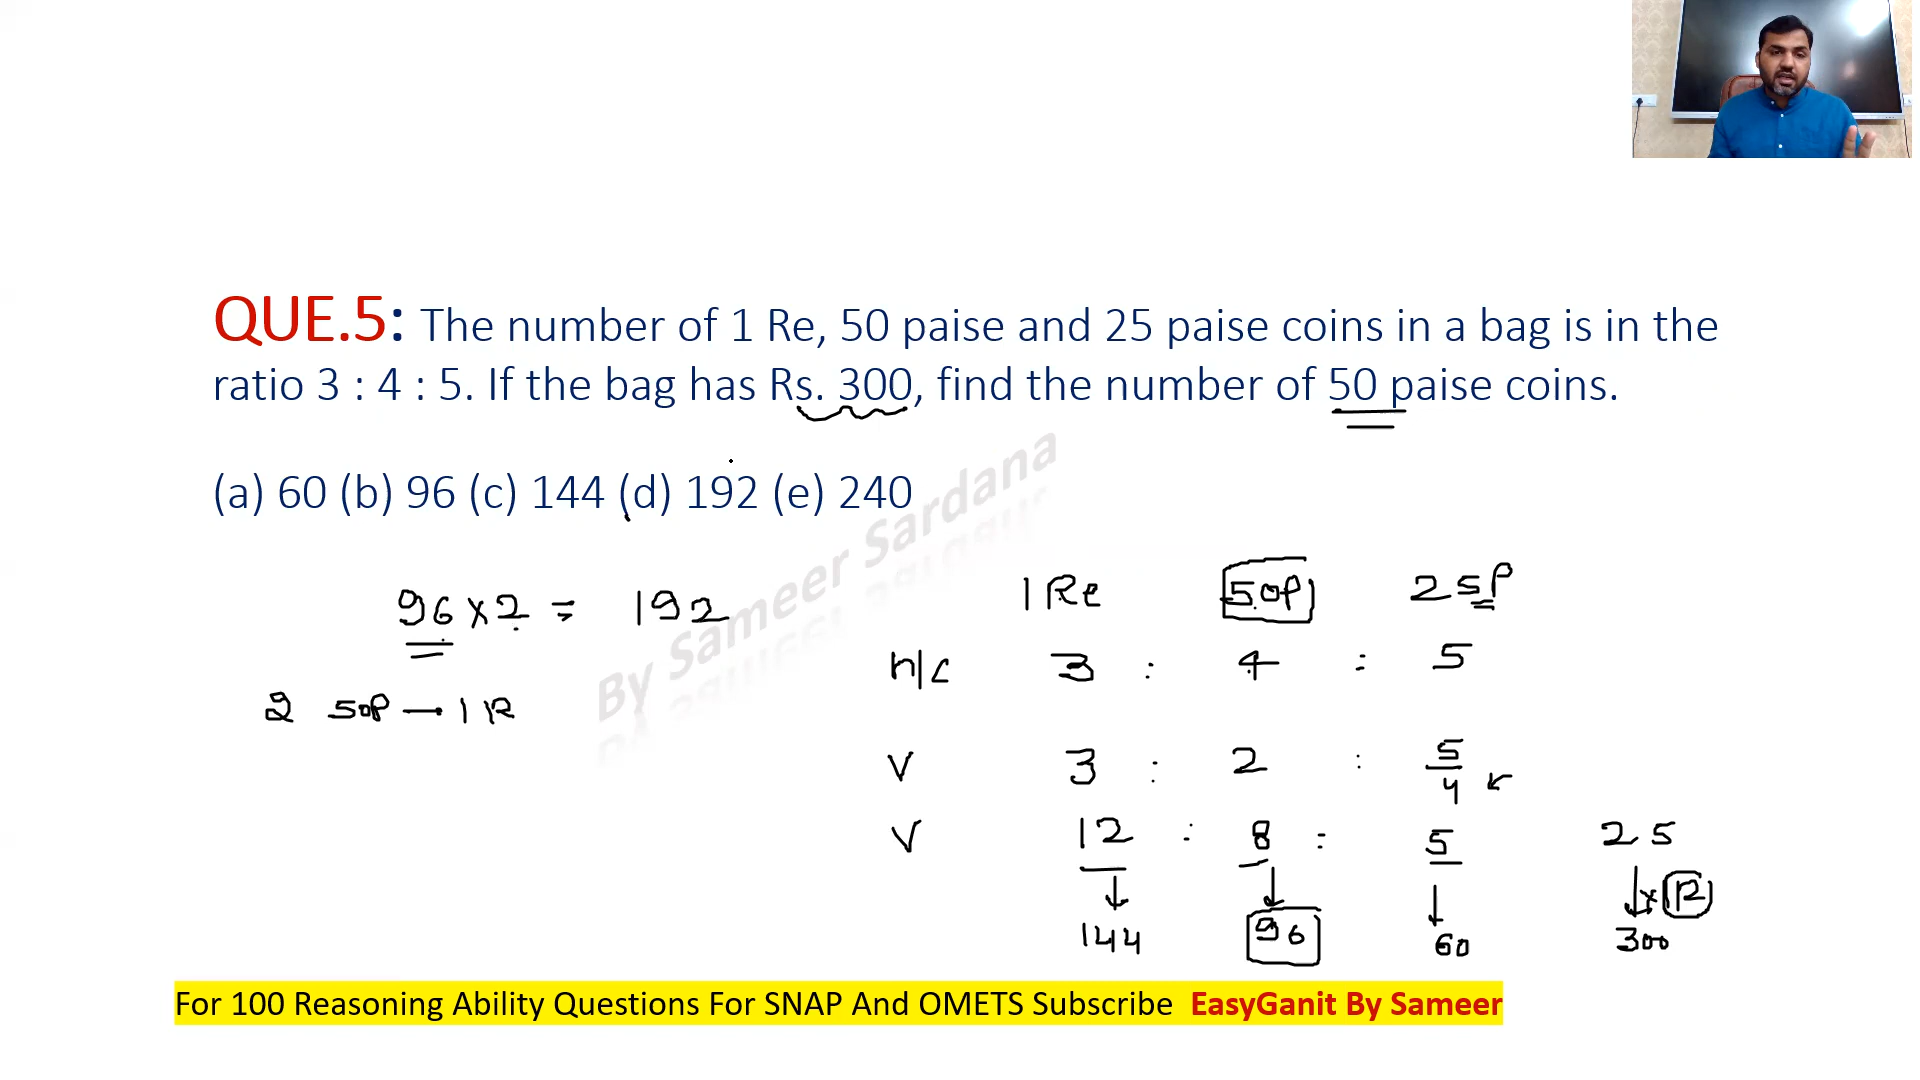 QUE.5: The number of 1 Re, 50 paise and 25 paise coins in a bag is in the
ratio 3 : 4 : 5. If the bag has Rs. 300, find the number of 50 paise coins.
(a) 60 (b) 96 (c) 144 (d) 192 (e) 240
By Sameer Sardana
96 x 2 = 192
2 50P — 1 R
1 Re 50P 25P
n/c 3 : 4 : 5
V 3 : 2 : 5/4
V 12 : 8 : 5 25
x 12
144 96 60 300
For 100 Reasoning Ability Questions For SNAP And OMETS Subscribe EasyGanit By Sameer